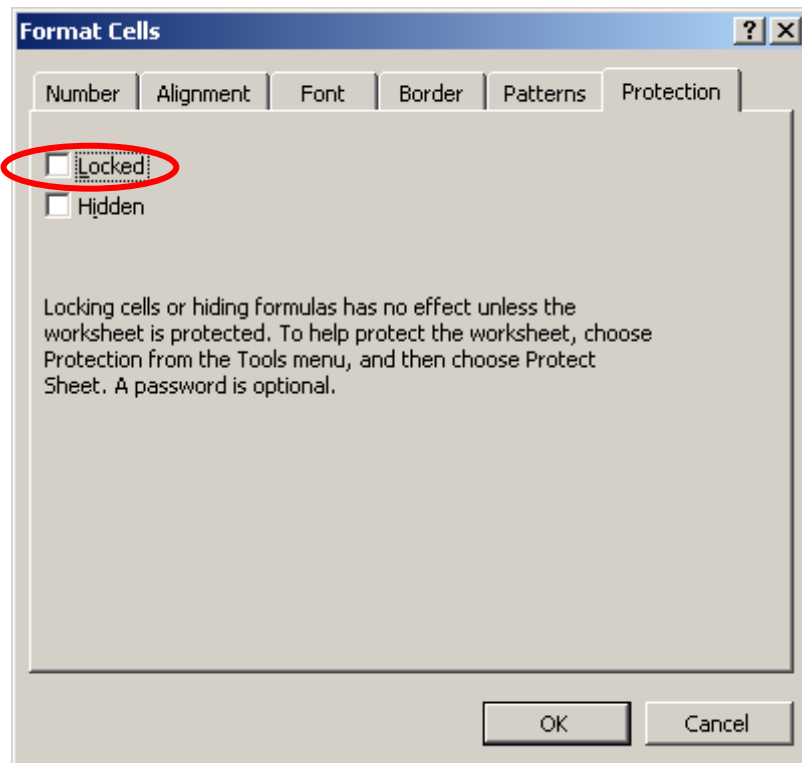 Format Cells
Number Alignment Font Border Patterns Protection
Locked
Hidden
Locking cells or hiding formulas has no effect unless the
worksheet is protected. To help protect the worksheet, choose
Protection from the Tools menu, and then choose Protect
Sheet. A password is optional.
OK Cancel